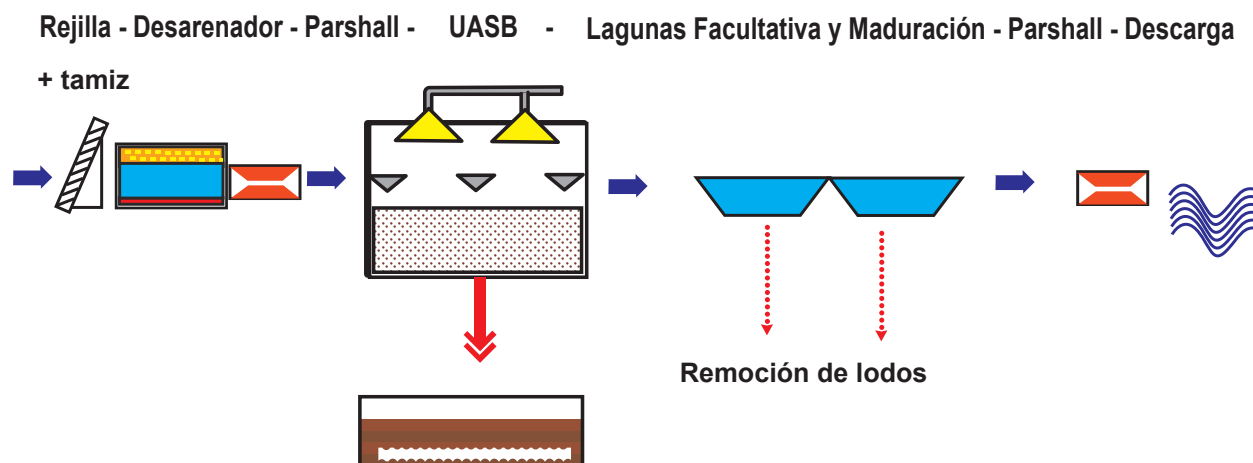 Rejilla - Desarenador - Parshall - UASB - Lagunas Facultativa y Maduración - Parshall - Descarga
+ tamiz
Remoción de lodos